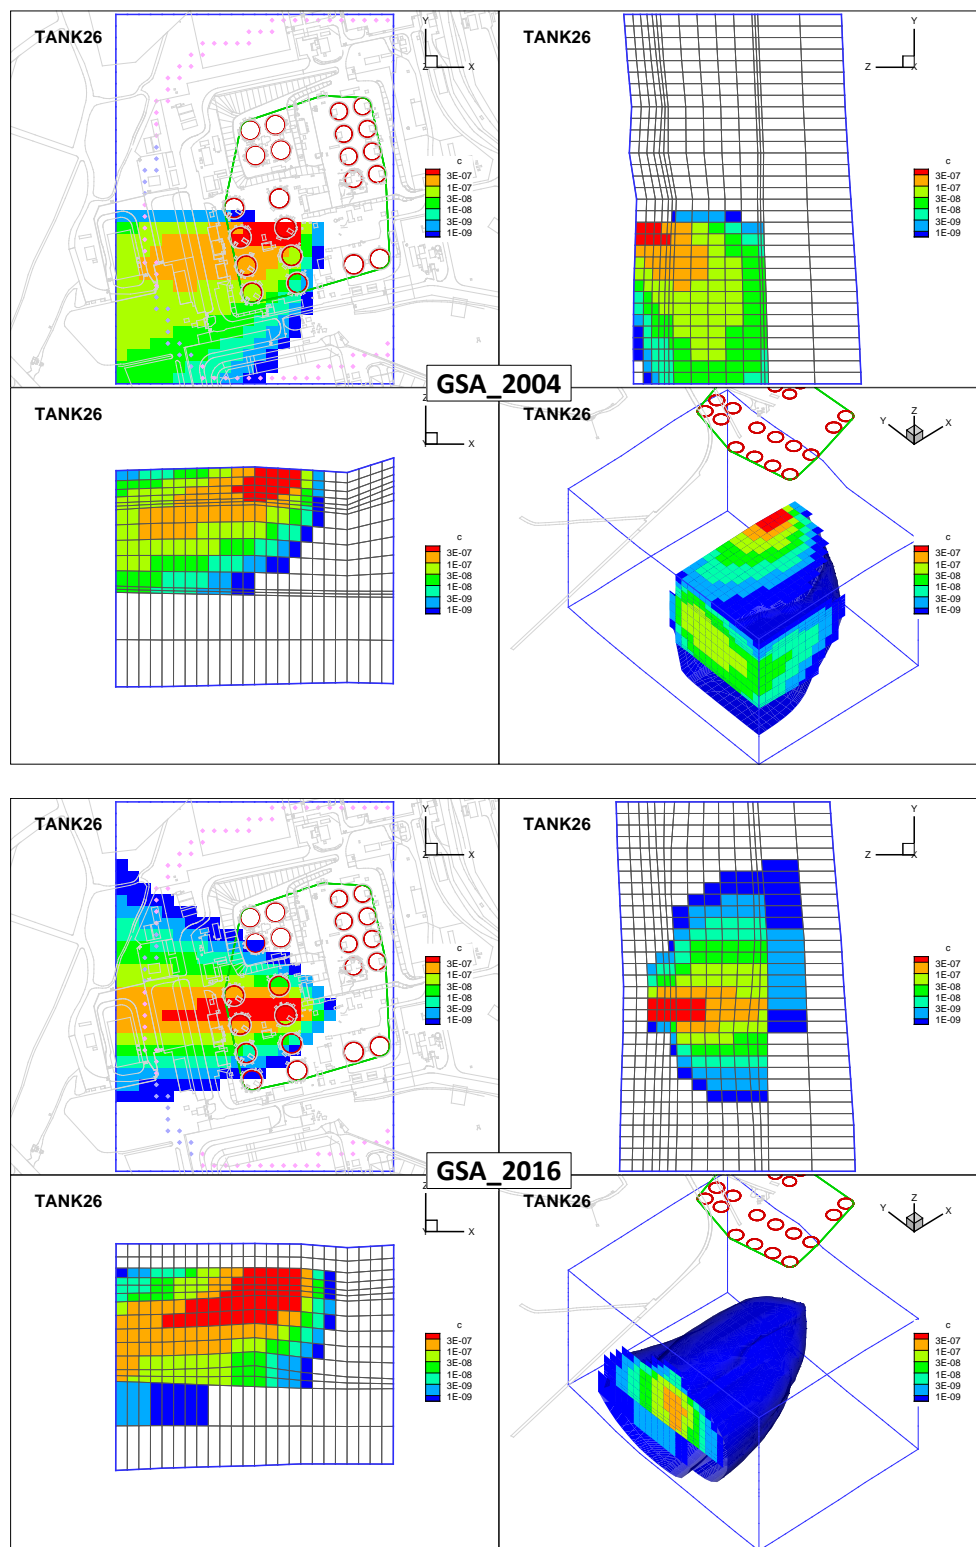 TANK26
Y
Z
X
c
3E-07
1E-07
3E-08
1E-08
3E-09
1E-09
TANK26
Y
Z
X
c
3E-07
1E-07
3E-08
1E-08
3E-09
1E-09
GSA_2004
TANK26
Z
Y
X
c
3E-07
1E-07
3E-08
1E-08
3E-09
1E-09
TANK26
Z
Y
X
c
3E-07
1E-07
3E-08
1E-08
3E-09
1E-09
TANK26
Y
Z
X
c
3E-07
1E-07
3E-08
1E-08
3E-09
1E-09
TANK26
Y
Z
X
c
3E-07
1E-07
3E-08
1E-08
3E-09
1E-09
GSA_2016
TANK26
Z
Y
X
c
3E-07
1E-07
3E-08
1E-08
3E-09
1E-09
TANK26
Z
Y
X
c
3E-07
1E-07
3E-08
1E-08
3E-09
1E-09